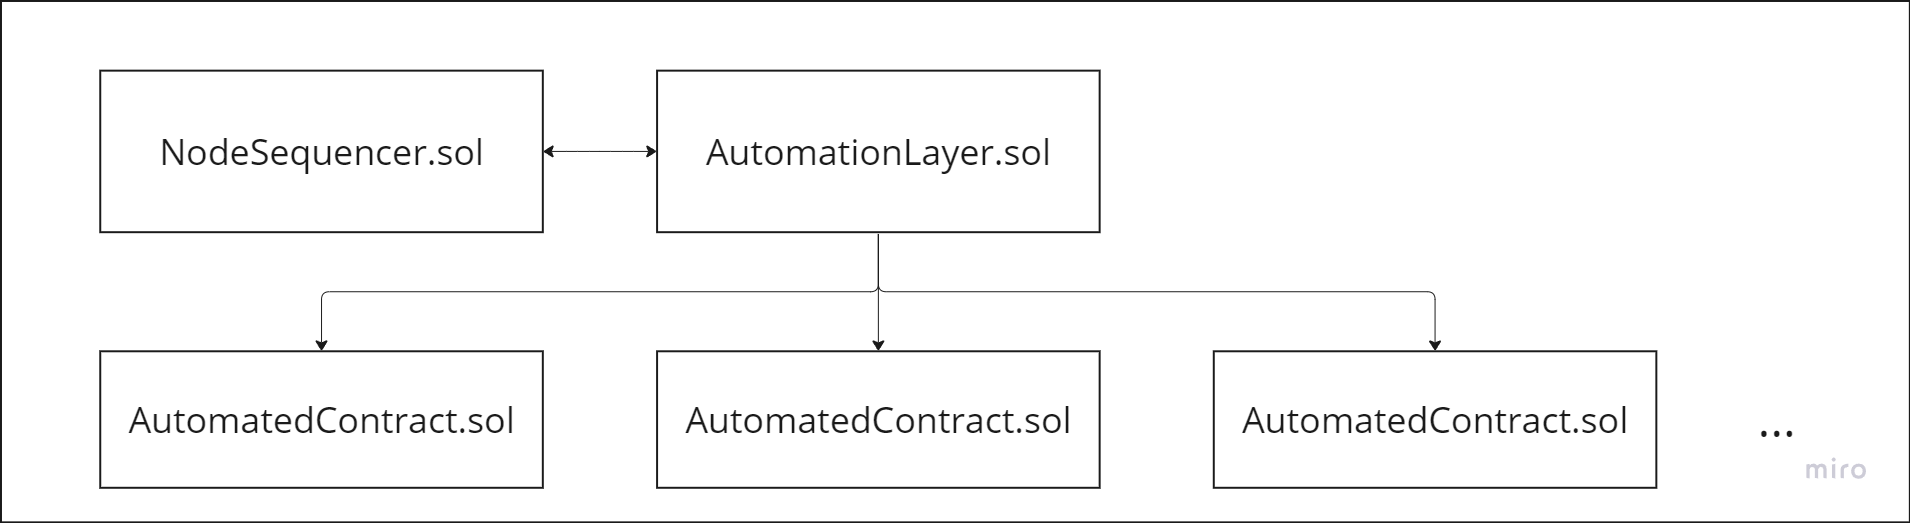 NodeSequencer.sol
AutomationLayer.sol
AutomatedContract.sol
AutomatedContract.sol
AutomatedContract.sol
...
miro